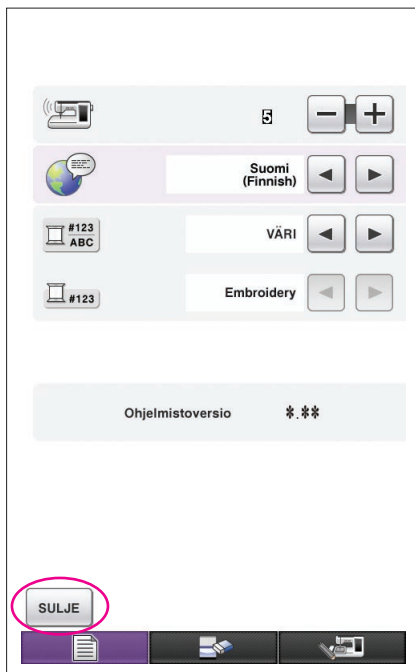 5
Suomi
(Finnish)
#123
ABC
VÄRI
#123
Embroidery
Ohjelmistoversio *.**
SULJE